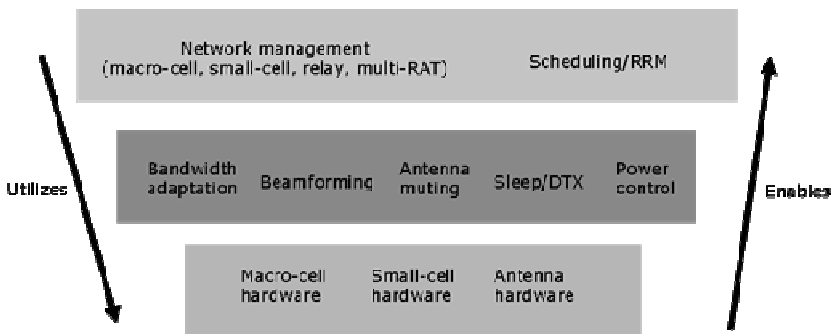 Network management
(macro-cell, small-cell, relay, multi-RAT)
Scheduling/RRM
Utilizes
Bandwidth
adaptation
Beamforming
Antenna
muting
Sleep/DTX
Power
control
Enables
Macro-cell
hardware
Small-cell
hardware
Antenna
hardware